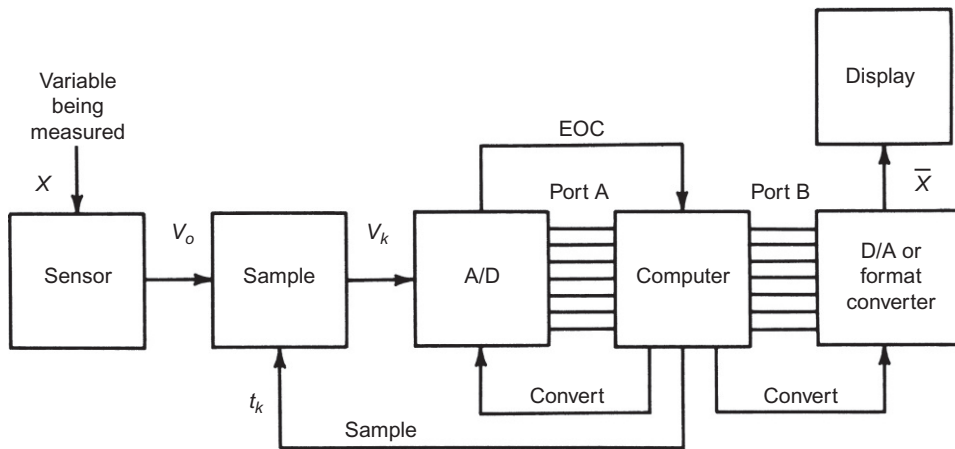 Variable
being
measured
X
Sensor
V_o
Sample
V_k
A/D
EOC
Port A
Computer
Port B
D/A or
format
converter
X̅
Display
Convert
Convert
t_k
Sample